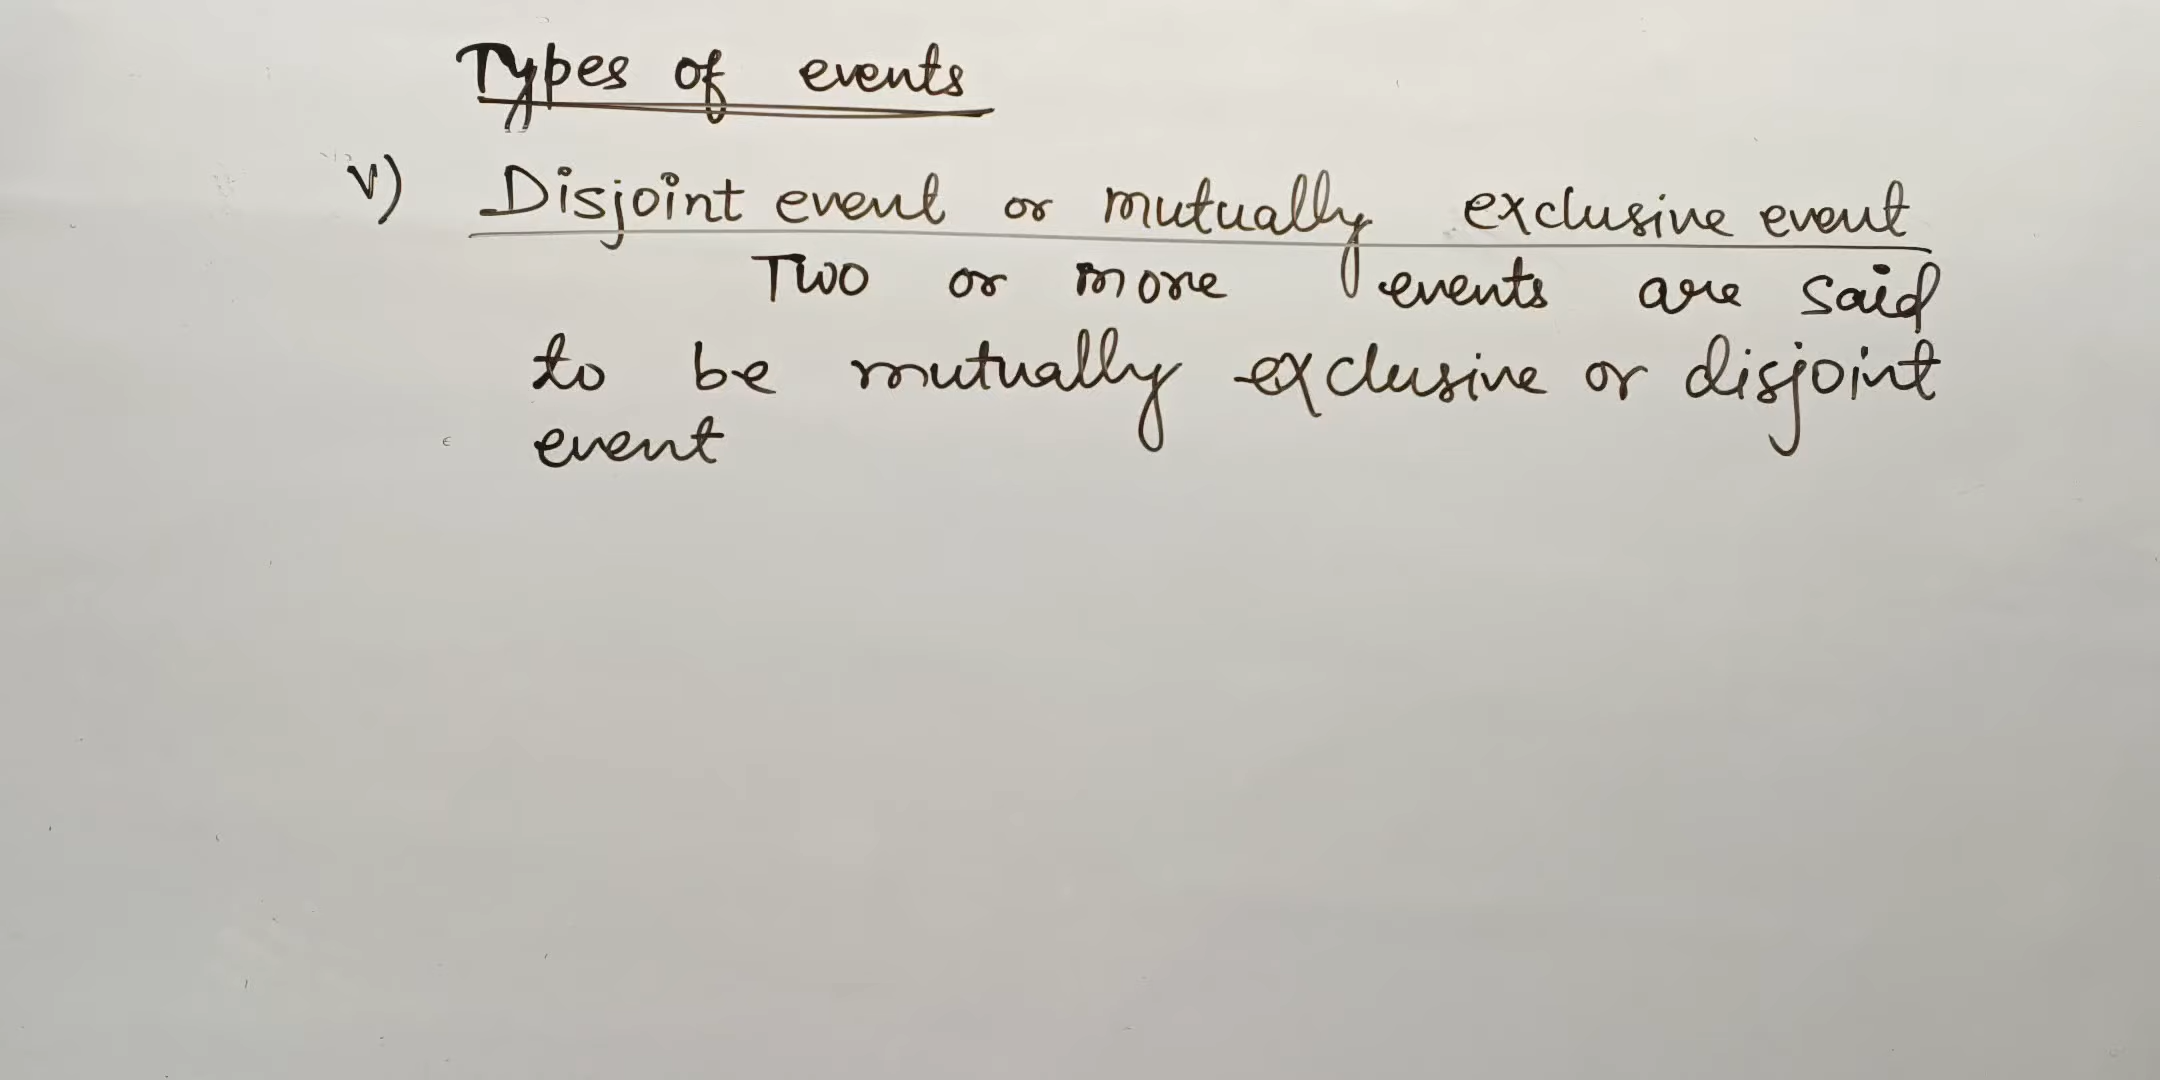 Types of events
v) Disjoint event or mutually exclusive event
Two or more events are said
to be mutually exclusive or disjoint
event